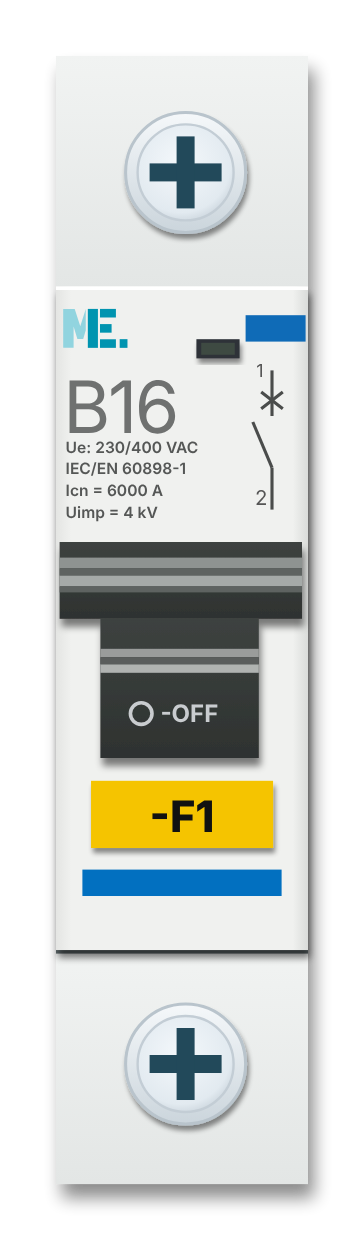 ME.
B16
1
Ue: 230/400 VAC
IEC/EN 60898-1
Icn = 6000 A
Uimp = 4 kV
2
-OFF
-F1